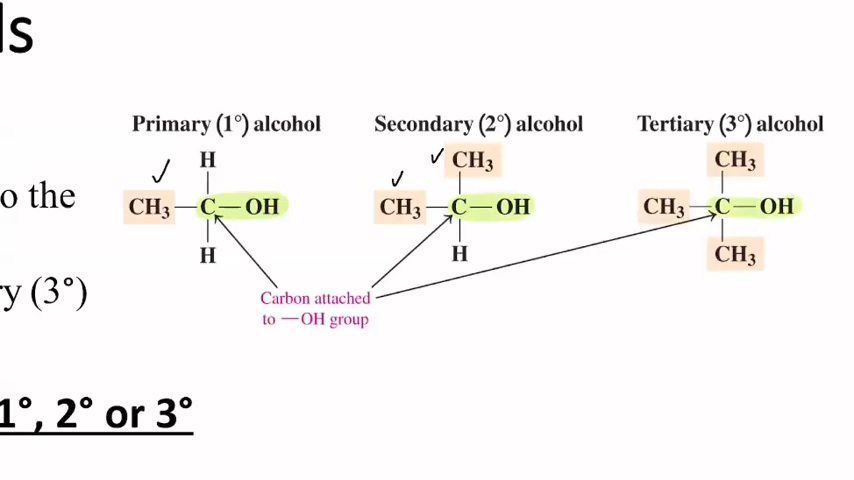 ls
Primary (1°) alcohol
Secondary (2°) alcohol
Tertiary (3°) alcohol
H
CH₃
CH₃
o the
CH₃—C—OH
CH₃—C—OH
CH₃—C—OH
H
H
CH₃
ry (3°)
Carbon attached
to —OH group
1°, 2° or 3°